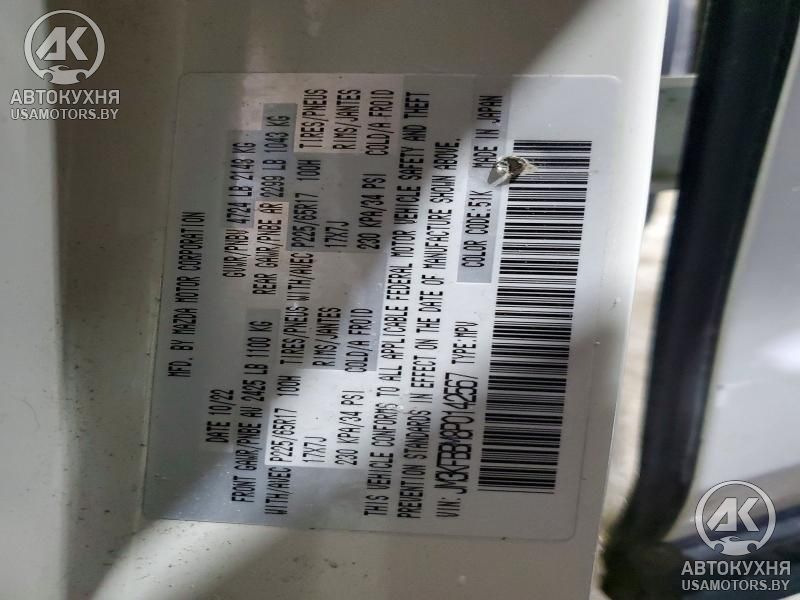 AK
АВТОКУХНЯ
USAMOTORS.BY
MFD. BY MAZDA MOTOR CORPORATION
DATE 10/22 GVWR/PNBV 4724 LB 2143 KG
FRONT GAWR/PNBE AV 2425 LB 1100 KG REAR GAWR/PNBE AR 2299 LB 1043 KG
WITH/AVEC P225/65R17 100H TIRES/PNEUS WITH/AVEC P225/65R17 100H TIRES/PNEUS
17X7J RIMS/JANTES 17X7J RIMS/JANTES
230 KPA/34 PSI COLD/A FROID 230 KPA/34 PSI COLD/A FROID
THIS VEHICLE CONFORMS TO ALL APPLICABLE FEDERAL MOTOR VEHICLE SAFETY AND THEFT
PREVENTION STANDARDS IN EFFECT ON THE DATE OF MANUFACTURE SHOWN ABOVE.
VIN: JM3KFBBM8P0142567 TYPE:MPV COLOR CODE:51K MADE IN JAPAN
AK
АВТОКУХНЯ
USAMOTORS.BY